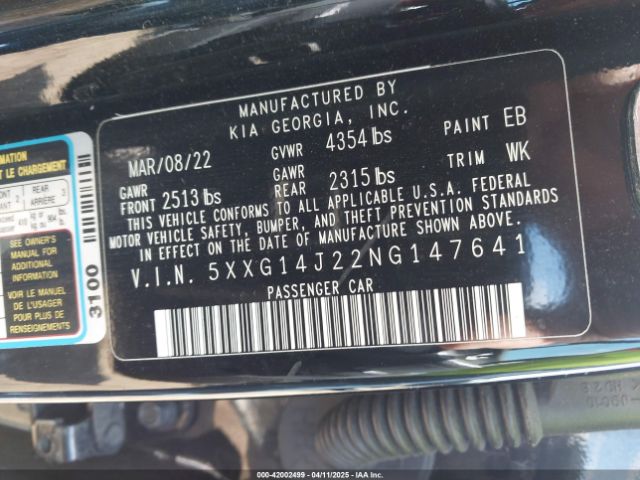 MANUFACTURED BY
KIA GEORGIA, INC.
MAR/08/22 GVWR 4354 lbs PAINT EB
GAWR FRONT 2513 lbs GAWR REAR 2315 lbs TRIM WK
THIS VEHICLE CONFORMS TO ALL APPLICABLE U.S.A. FEDERAL
MOTOR VEHICLE SAFETY, BUMPER, AND THEFT PREVENTION STANDARDS
IN EFFECT ON THE DATE OF MANUFACTURE SHOWN ABOVE.
V.I.N. 5XXG14J22NG147641
PASSENGER CAR
LE CHARGEMENT
2
REAR
ARRIÈRE
3
SEE OWNER'S
MANUAL FOR
ADDITIONAL
INFORMATION
VOIR LE MANUEL
DE L'USAGER
POUR PLUS DE
RENSEIGNEMENTS
3100
000-42002499 - 04/11/2025 - IAA Inc.